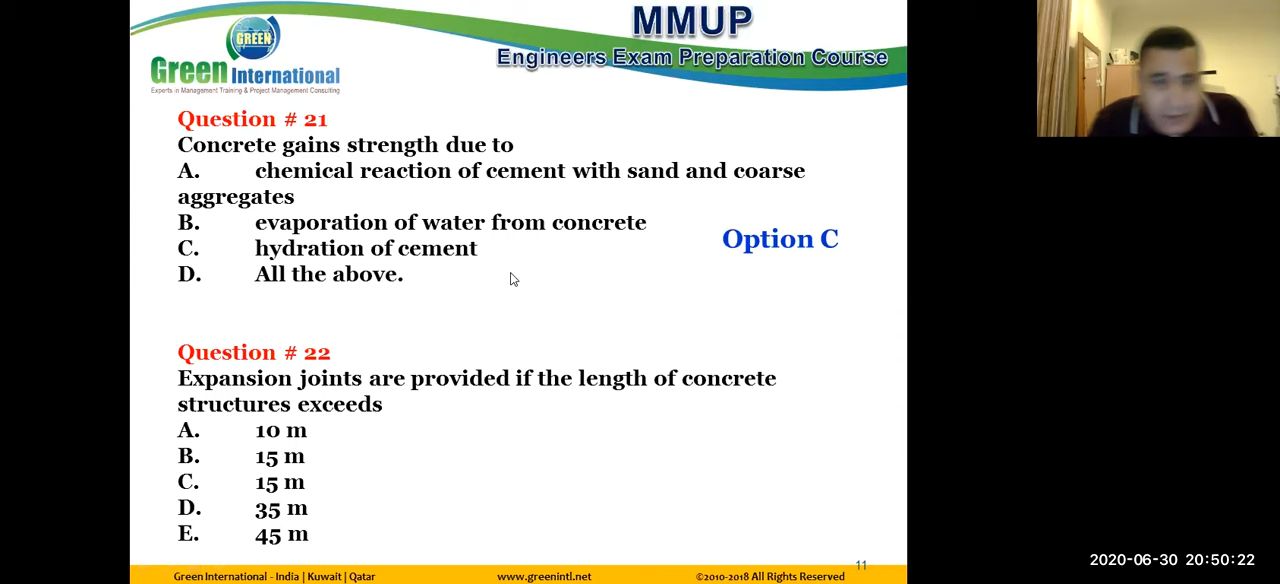 MMUP
Engineers Exam Preparation Course
GREEN
Green International
Experts in Management Training & Project Management Consulting
Question # 21
Concrete gains strength due to
A. chemical reaction of cement with sand and coarse
aggregates
B. evaporation of water from concrete
C. hydration of cement
D. All the above.
Option C
Question # 22
Expansion joints are provided if the length of concrete
structures exceeds
A. 10 m
B. 15 m
C. 15 m
D. 35 m
E. 45 m
11
Green International - India | Kuwait | Qatar www.greenintl.net ©2010-2018 All Rights Reserved
2020-06-30 20:50:22